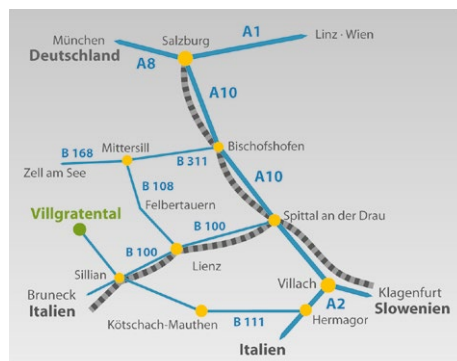 A1
Salzburg
Linz · Wien
München
Deutschland
A8
A10
B 168
Mittersill
Bischofshofen
B 311
Zell am See
B 108
A10
Felbertauern
Villgratental
B 100
Spittal an der Drau
B 100
Lienz
Sillian
Villach
Bruneck
Italien
A2
Klagenfurt
Slowenien
Kötschach-Mauthen
B 111
Hermagor
Italien